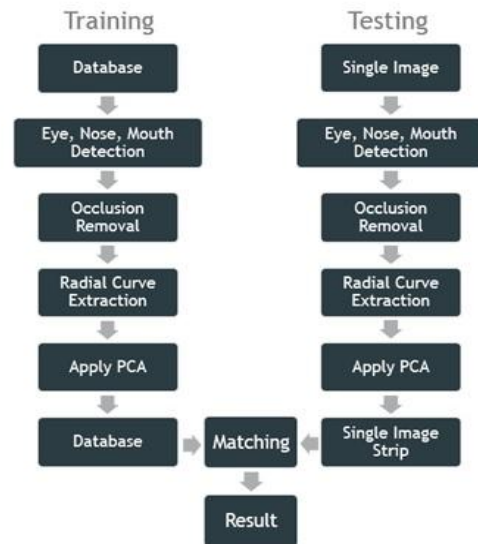 Training
Database
Eye, Nose, Mouth
Detection
Occlusion
Removal
Radial Curve
Extraction
Apply PCA
Database
Testing
Single Image
Eye, Nose, Mouth
Detection
Occlusion
Removal
Radial Curve
Extraction
Apply PCA
Single Image
Strip
Matching
Result